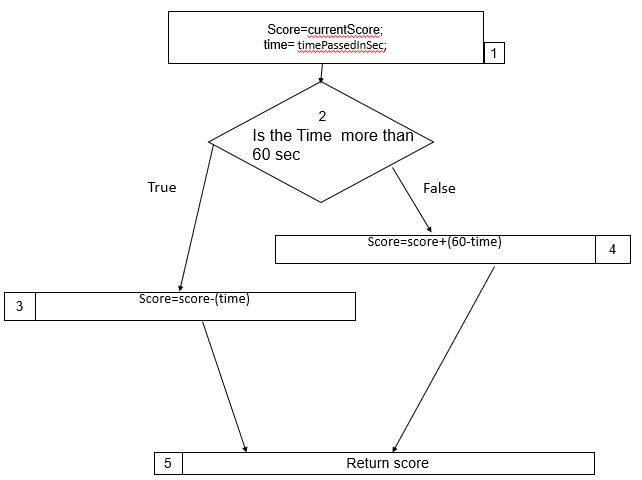 Score=currentScore;
time= timePassedInSec;
1
2
Is the Time  more than
60 sec
True
False
Score=score+(60-time)
4
3
Score=score-(time)
5
Return score